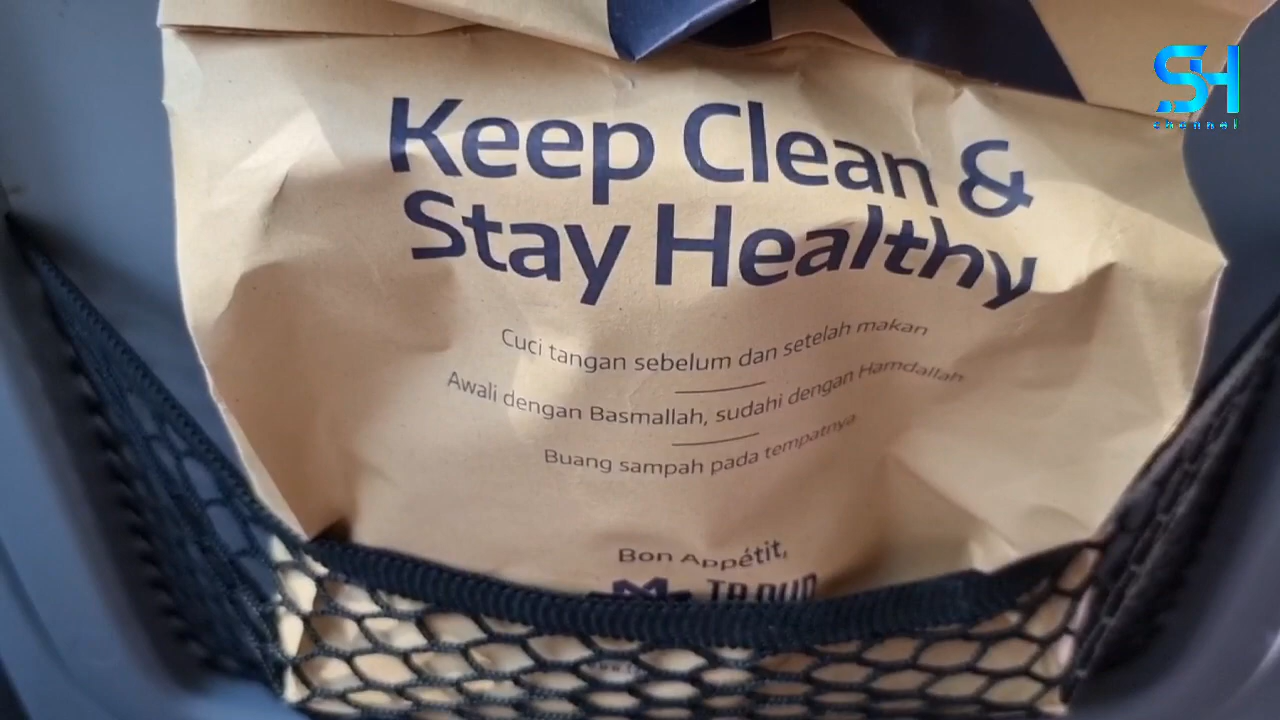 Keep Clean &
Stay Healthy
Cuci tangan sebelum dan setelah makan
Awali dengan Basmallah, sudahi dengan Hamdallah
Buang sampah pada tempatnya
Bon Appétit,
SH
channel